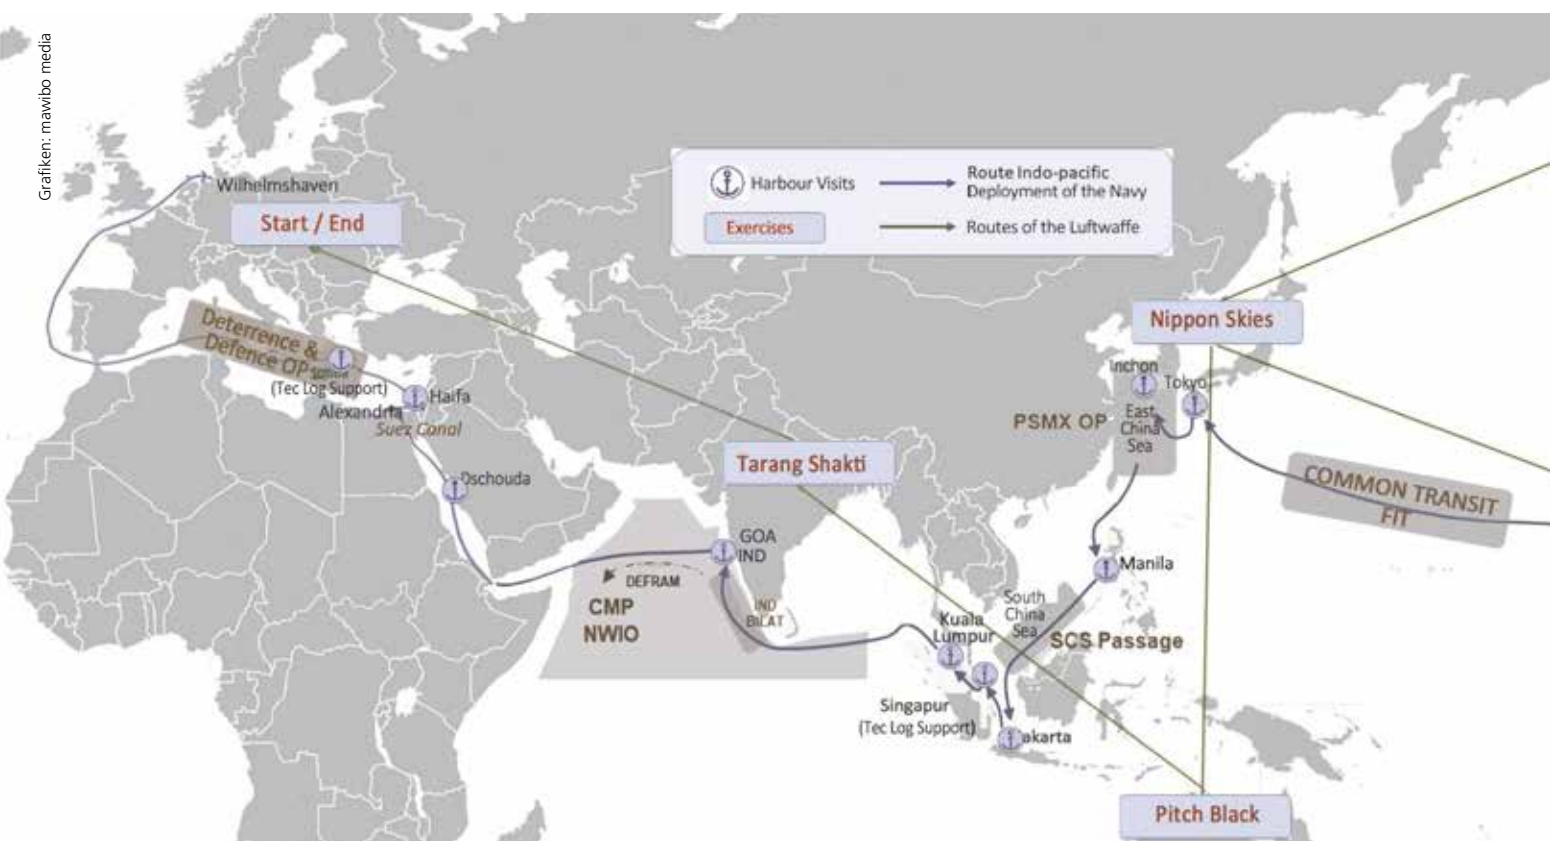 Grafiken: mawibo media
Wilhelmshaven
Start / End
Harbour Visits
Route Indo-pacific
Deployment of the Navy
Exercises
Routes of the Luftwaffe
Deterrence &
Defence OP
(Tec Log Support)
Haifa
Alexandria
Suez Canal
Dschouda
Nippon Skies
Inchon
Tokyo
PSMX OP
East
China
Sea
COMMON TRANSIT
FIT
Tarang Shakti
GOA
IND
DEFRAM
CMP
NWIO
IND
BILAT
Manila
South
China
Sea
SCS Passage
Kuala
Lumpur
Singapur
(Tec Log Support)
akarta
Pitch Black